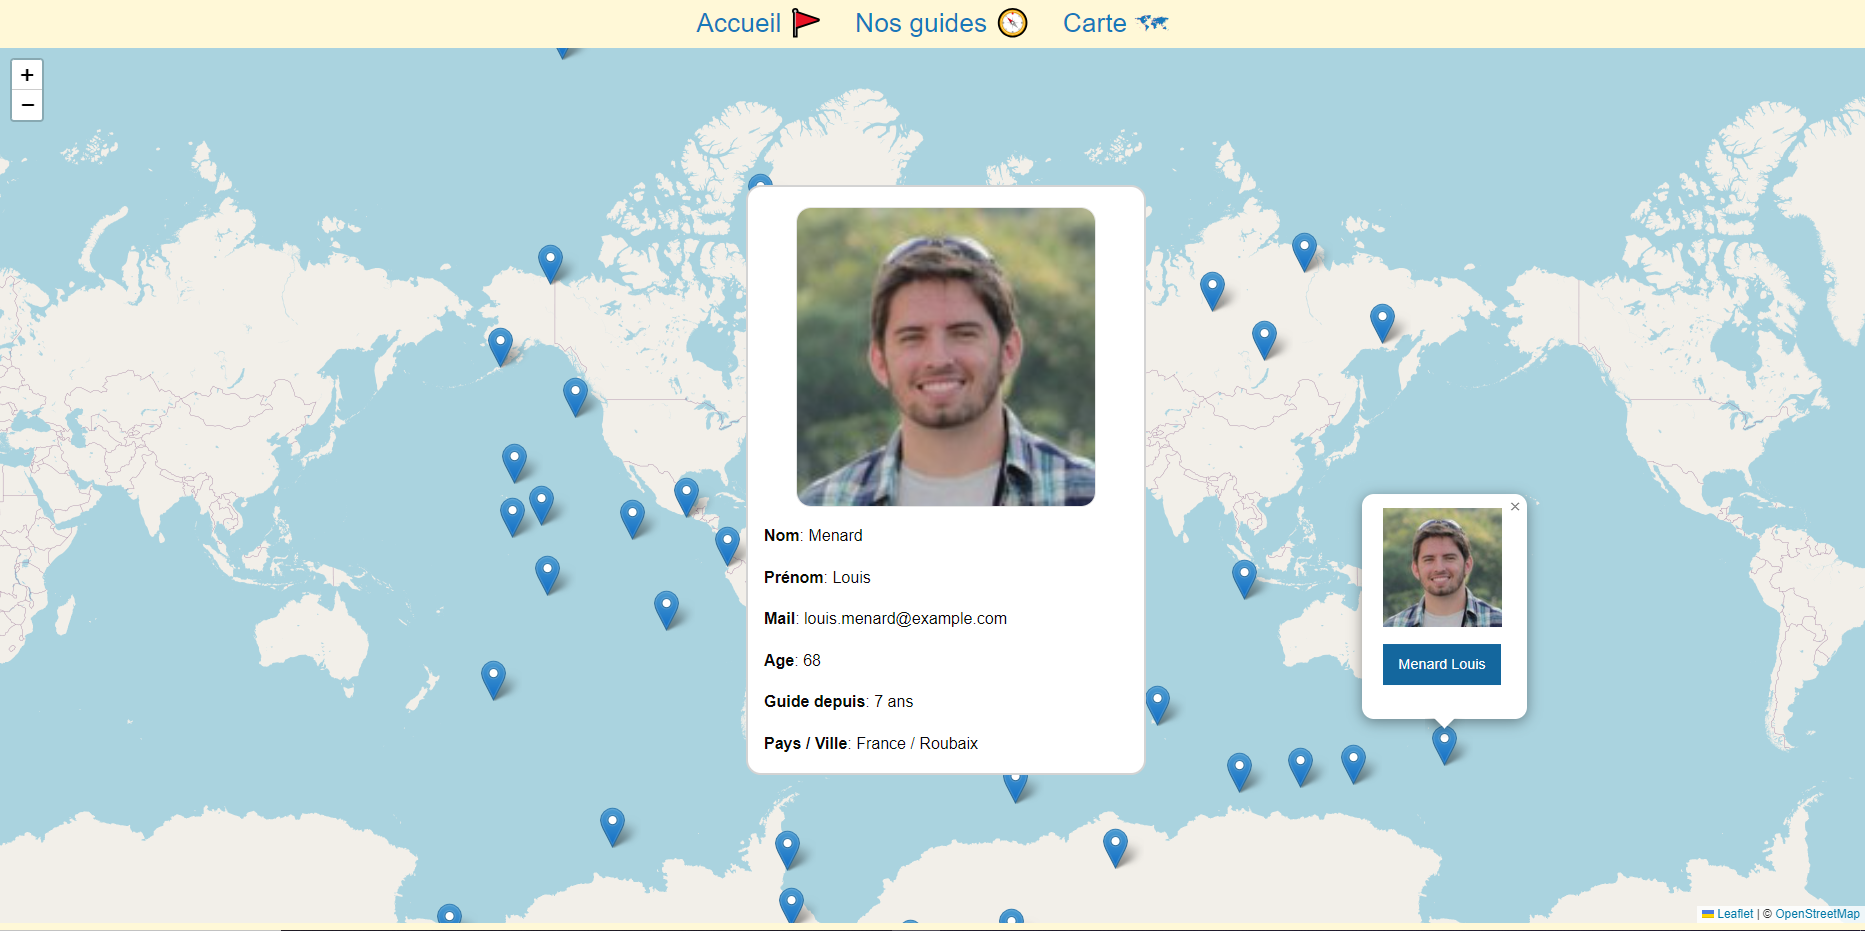 Accueil
Nos guides
Carte
+
−
Nom: Menard
Prénom: Louis
Mail: louis.menard@example.com
Age: 68
Guide depuis: 7 ans
Pays / Ville: France / Roubaix
×
Menard Louis
Leaflet | © OpenStreetMap